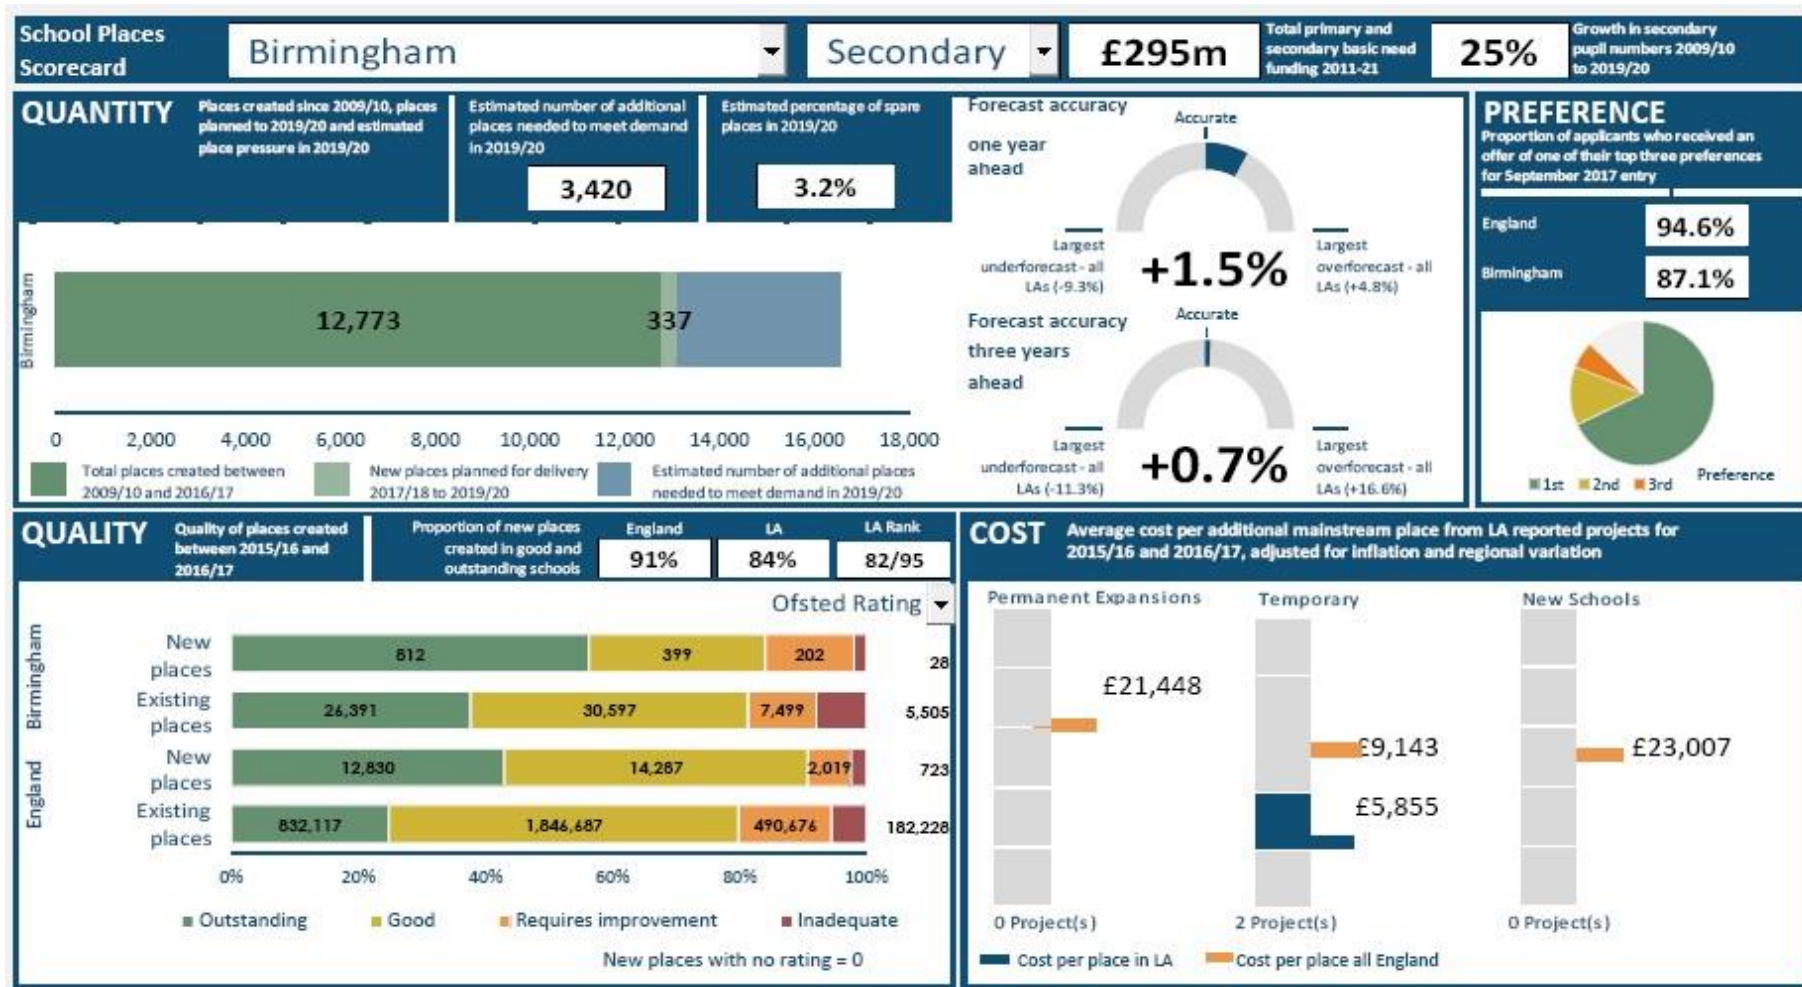 School Places
Scorecard
Birmingham
Secondary
£295m
Total primary and
secondary basic need
funding 2011-21
25%
Growth in secondary
pupil numbers 2009/10
to 2019/20
QUANTITY
Places created since 2009/10, places
planned to 2019/20 and estimated
place pressure in 2019/20
Estimated number of additional
places needed to meet demand
in 2019/20
3,420
Estimated percentage of spare
places in 2019/20
3.2%
Birmingham
12,773
337
0 2,000 4,000 6,000 8,000 10,000 12,000 14,000 16,000 18,000
Total places created between
2009/10 and 2016/17
New places planned for delivery
2017/18 to 2019/20
Estimated number of additional places
needed to meet demand in 2019/20
Forecast accuracy
one year
ahead
Accurate
Largest
underforecast - all
LAs (-9.3%)
+1.5%
Largest
overforecast - all
LAs (+4.8%)
Forecast accuracy
three years
ahead
Accurate
Largest
underforecast - all
LAs (-11.3%)
+0.7%
Largest
overforecast - all
LAs (+16.6%)
PREFERENCE
Proportion of applicants who received an
offer of one of their top three preferences
for September 2017 entry
England
94.6%
Birmingham
87.1%
1st 2nd 3rd Preference
QUALITY
Quality of places created
between 2015/16 and
2016/17
Proportion of new places
created in good and
outstanding schools
England
91%
LA
84%
LA Rank
82/95
Ofsted Rating
Birmingham
New
places
812 399 202 28
Existing
places
26,391 30,597 7,499 5,505
England
New
places
12,830 14,287 2,019 723
Existing
places
832,117 1,846,687 490,676 182,228
0% 20% 40% 60% 80% 100%
Outstanding Good Requires improvement Inadequate
New places with no rating = 0
COST
Average cost per additional mainstream place from LA reported projects for
2015/16 and 2016/17, adjusted for inflation and regional variation
Permanent Expansions
£21,448
0 Project(s)
Temporary
£9,143
£5,855
2 Project(s)
New Schools
£23,007
0 Project(s)
Cost per place in LA
Cost per place all England